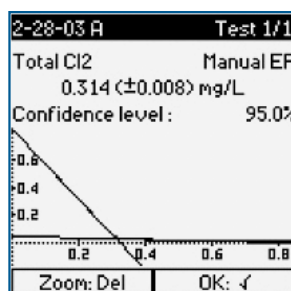 2-28-03 A Test 1/1
Total Cl2 Manual EP
0.314 (±0.008) mg/L
Confidence level: 95.0%
0.6
0.4
0.2
0.2 0.4 0.6 0.8
Zoom: Del OK: √